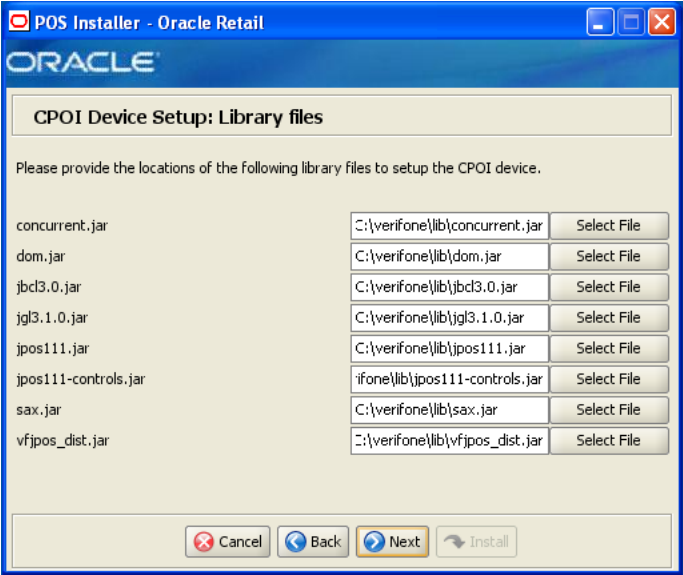 POS Installer - Oracle Retail
ORACLE
CPOI Device Setup: Library files
Please provide the locations of the following library files to setup the CPOI device.
concurrent.jar C:\verifone\lib\concurrent.jar Select File
dom.jar C:\verifone\lib\dom.jar Select File
jbcl3.0.jar C:\verifone\lib\jbcl3.0.jar Select File
jgl3.1.0.jar C:\verifone\lib\jgl3.1.0.jar Select File
jpos111.jar C:\verifone\lib\jpos111.jar Select File
jpos111-controls.jar ifone\lib\jpos111-controls.jar Select File
sax.jar C:\verifone\lib\sax.jar Select File
vfjpos_dist.jar C:\verifone\lib\vfjpos_dist.jar Select File
Cancel Back Next Install